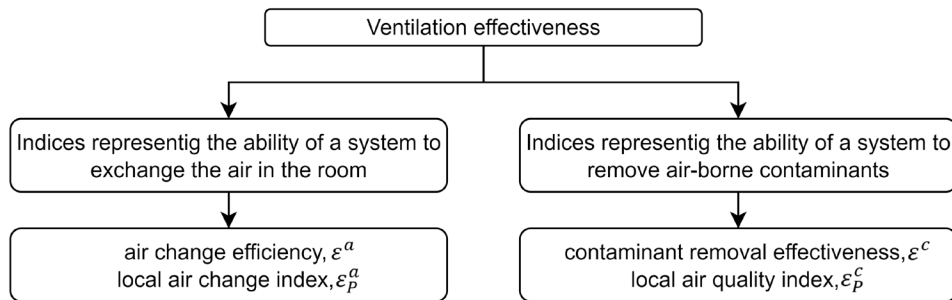 Ventilation effectiveness
Indices representig the ability of a system to
exchange the air in the room
Indices representig the ability of a system to
remove air-borne contaminants
air change efficiency, εᵃ
local air change index,ε_P^a
contaminant removal effectiveness,εᶜ
local air quality index,ε_P^c